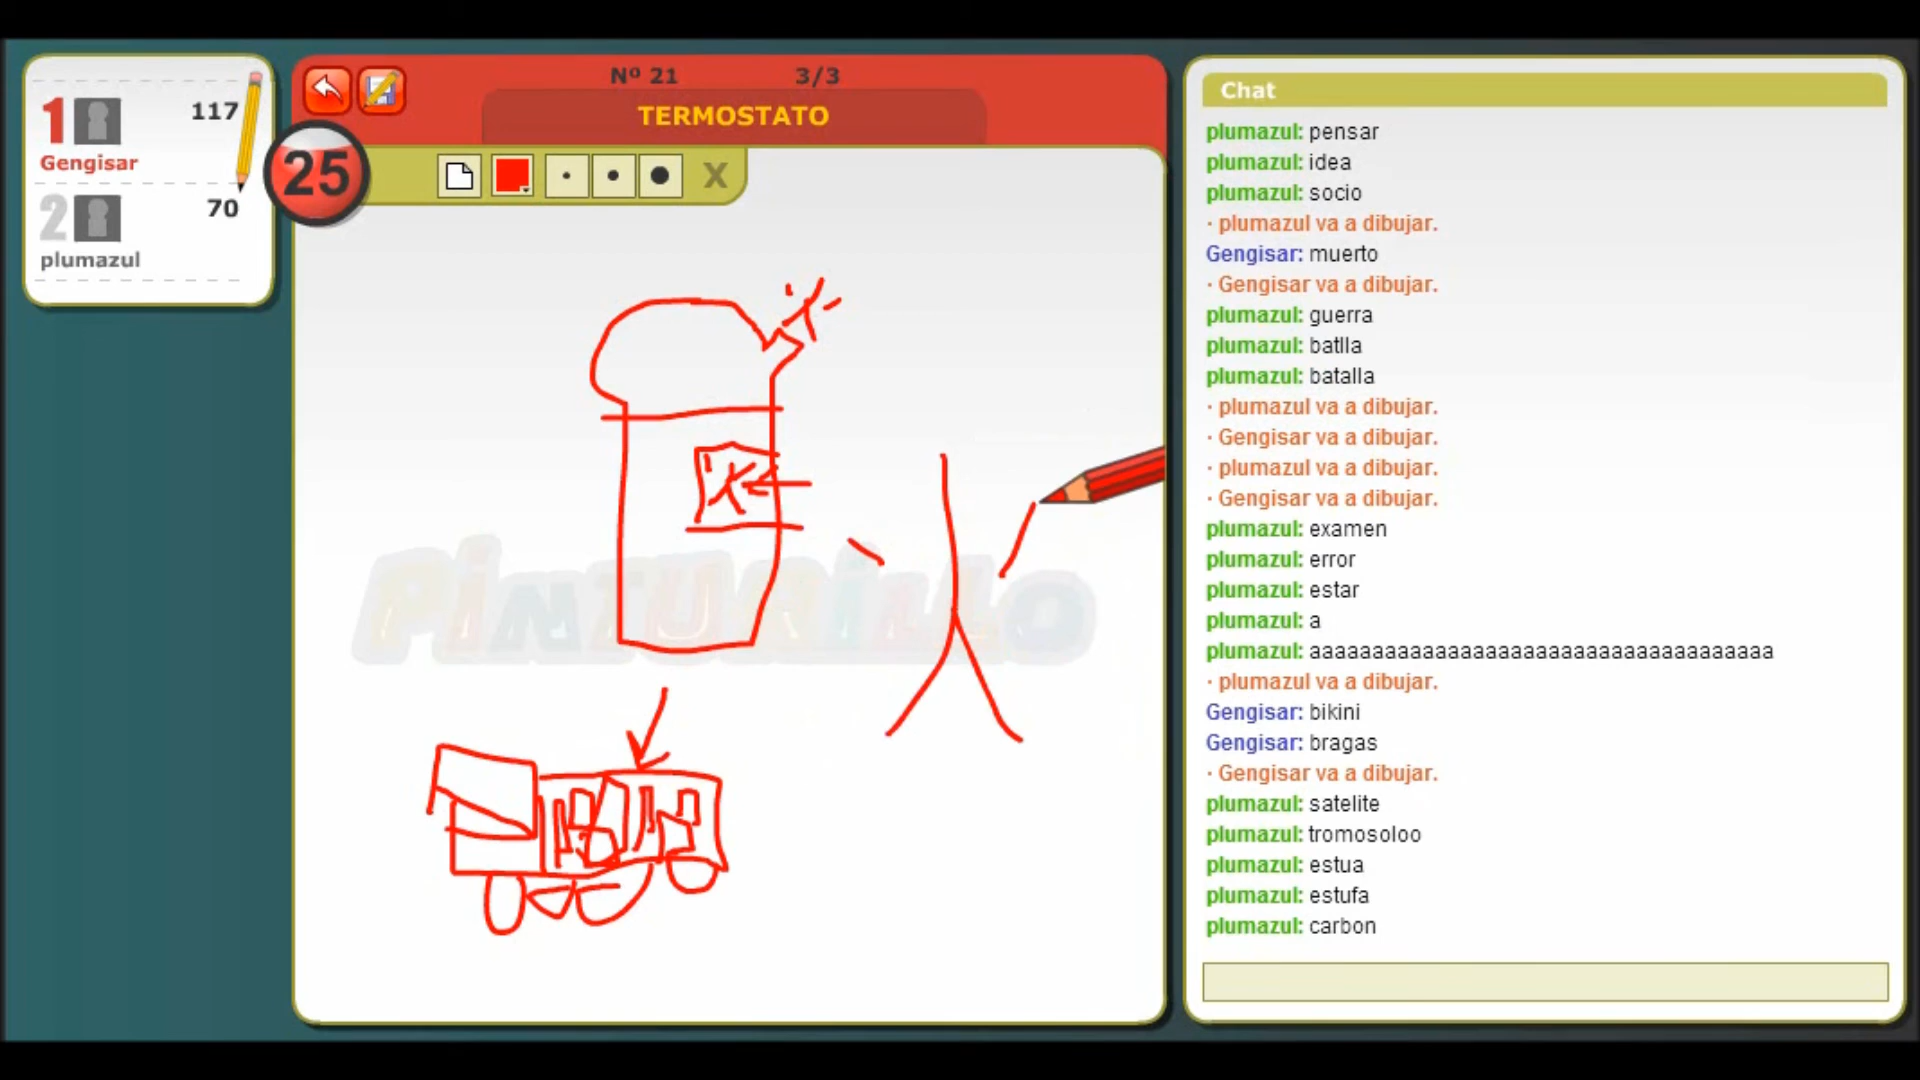 1
117
Gengisar
2
70
plumazul
25
Nº 21
3/3
TERMOSTATO
X
PINTURILLO
Chat
plumazul: pensar
plumazul: idea
plumazul: socio
· plumazul va a dibujar.
Gengisar: muerto
· Gengisar va a dibujar.
plumazul: guerra
plumazul: batlla
plumazul: batalla
· plumazul va a dibujar.
· Gengisar va a dibujar.
· plumazul va a dibujar.
· Gengisar va a dibujar.
plumazul: examen
plumazul: error
plumazul: estar
plumazul: a
plumazul: aaaaaaaaaaaaaaaaaaaaaaaaaaaaaaaaaaaaa
· plumazul va a dibujar.
Gengisar: bikini
Gengisar: bragas
· Gengisar va a dibujar.
plumazul: satelite
plumazul: tromosoloo
plumazul: estua
plumazul: estufa
plumazul: carbon